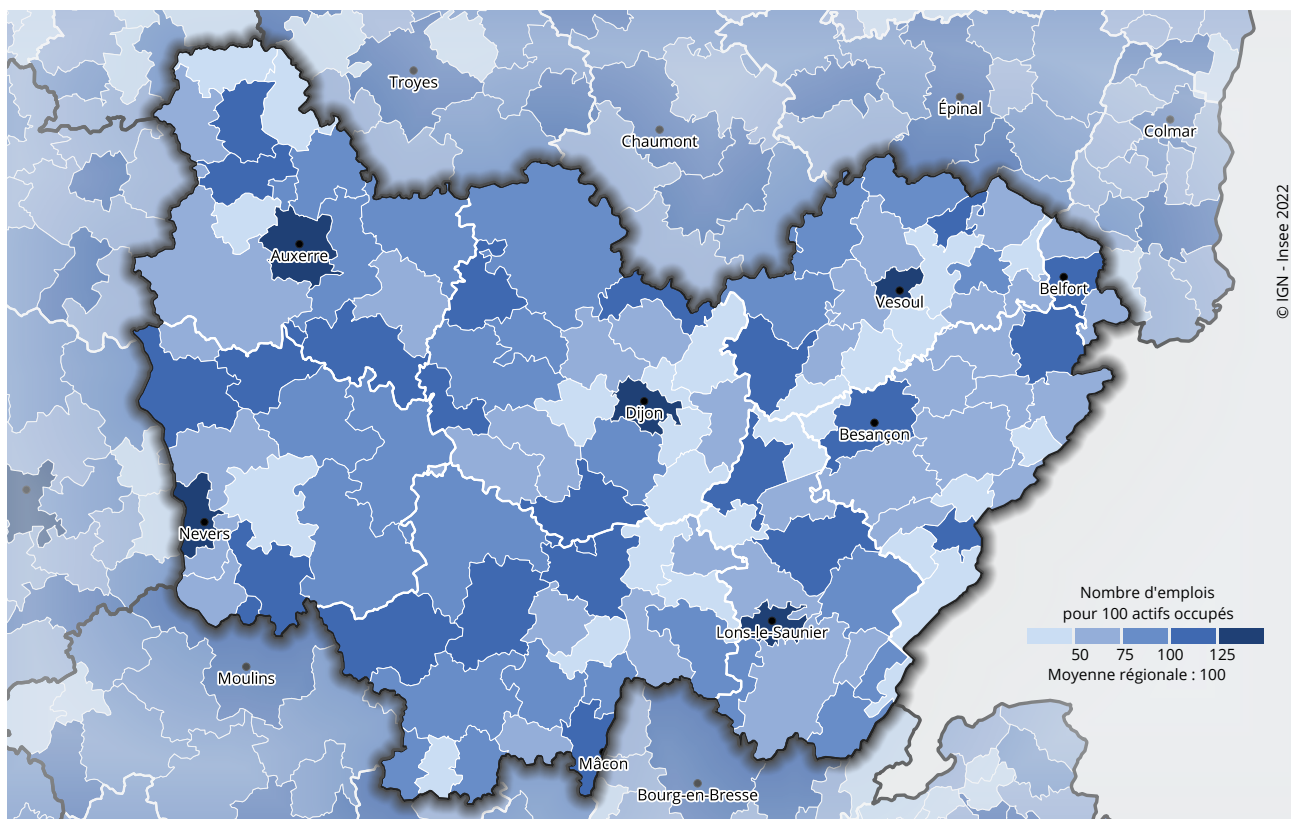 Troyes
Épinal
Chaumont
Colmar
Auxerre
Vesoul
Belfort
© IGN - Insee 2022
Dijon
Besançon
Nevers
Lons-le-Saunier
Moulins
Mâcon
Bourg-en-Bresse
Nombre d'emplois
pour 100 actifs occupés
50 75 100 125
Moyenne régionale : 100